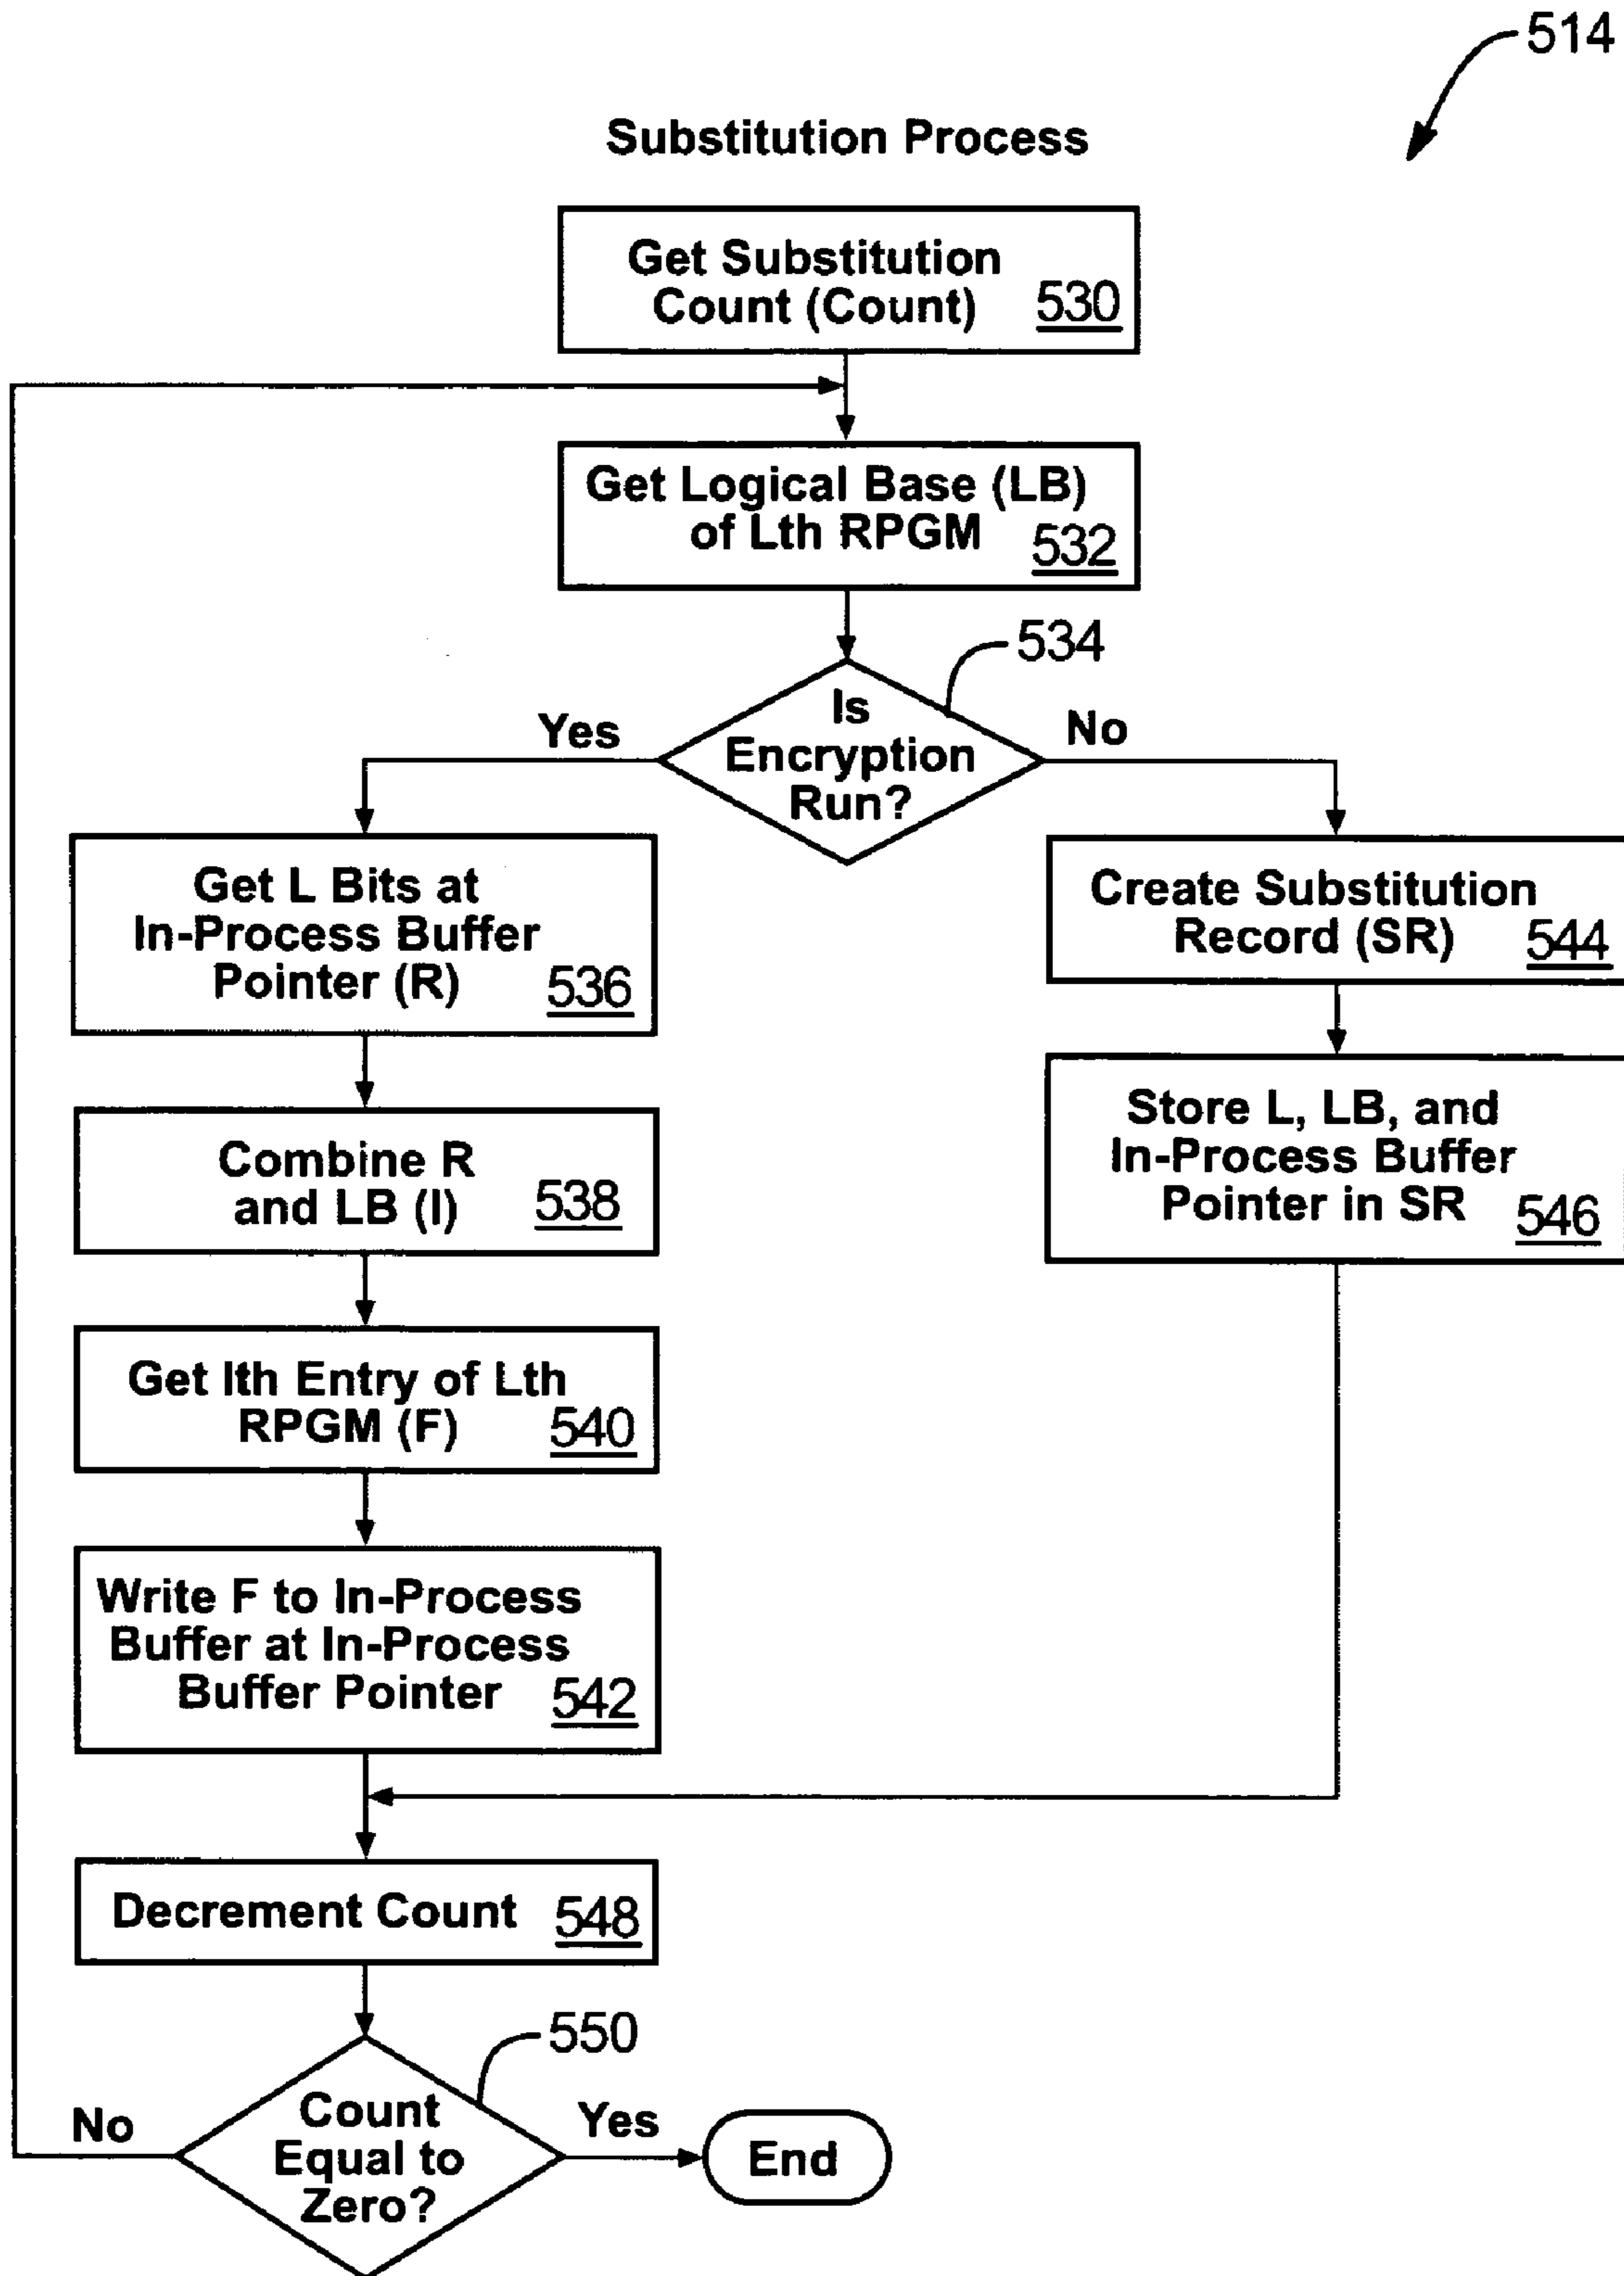 514
Substitution Process
Get Substitution
Count (Count) 530
Get Logical Base (LB)
of Lth RPGM 532
534
Is
Encryption
Run?
Yes
No
Get L Bits at
In-Process Buffer
Pointer (R) 536
Create Substitution
Record (SR) 544
Combine R
and LB (I) 538
Store L, LB, and
In-Process Buffer
Pointer in SR 546
Get Ith Entry of Lth
RPGM (F) 540
Write F to In-Process
Buffer at In-Process
Buffer Pointer 542
Decrement Count 548
550
Count
Equal to
Zero?
No
Yes
End